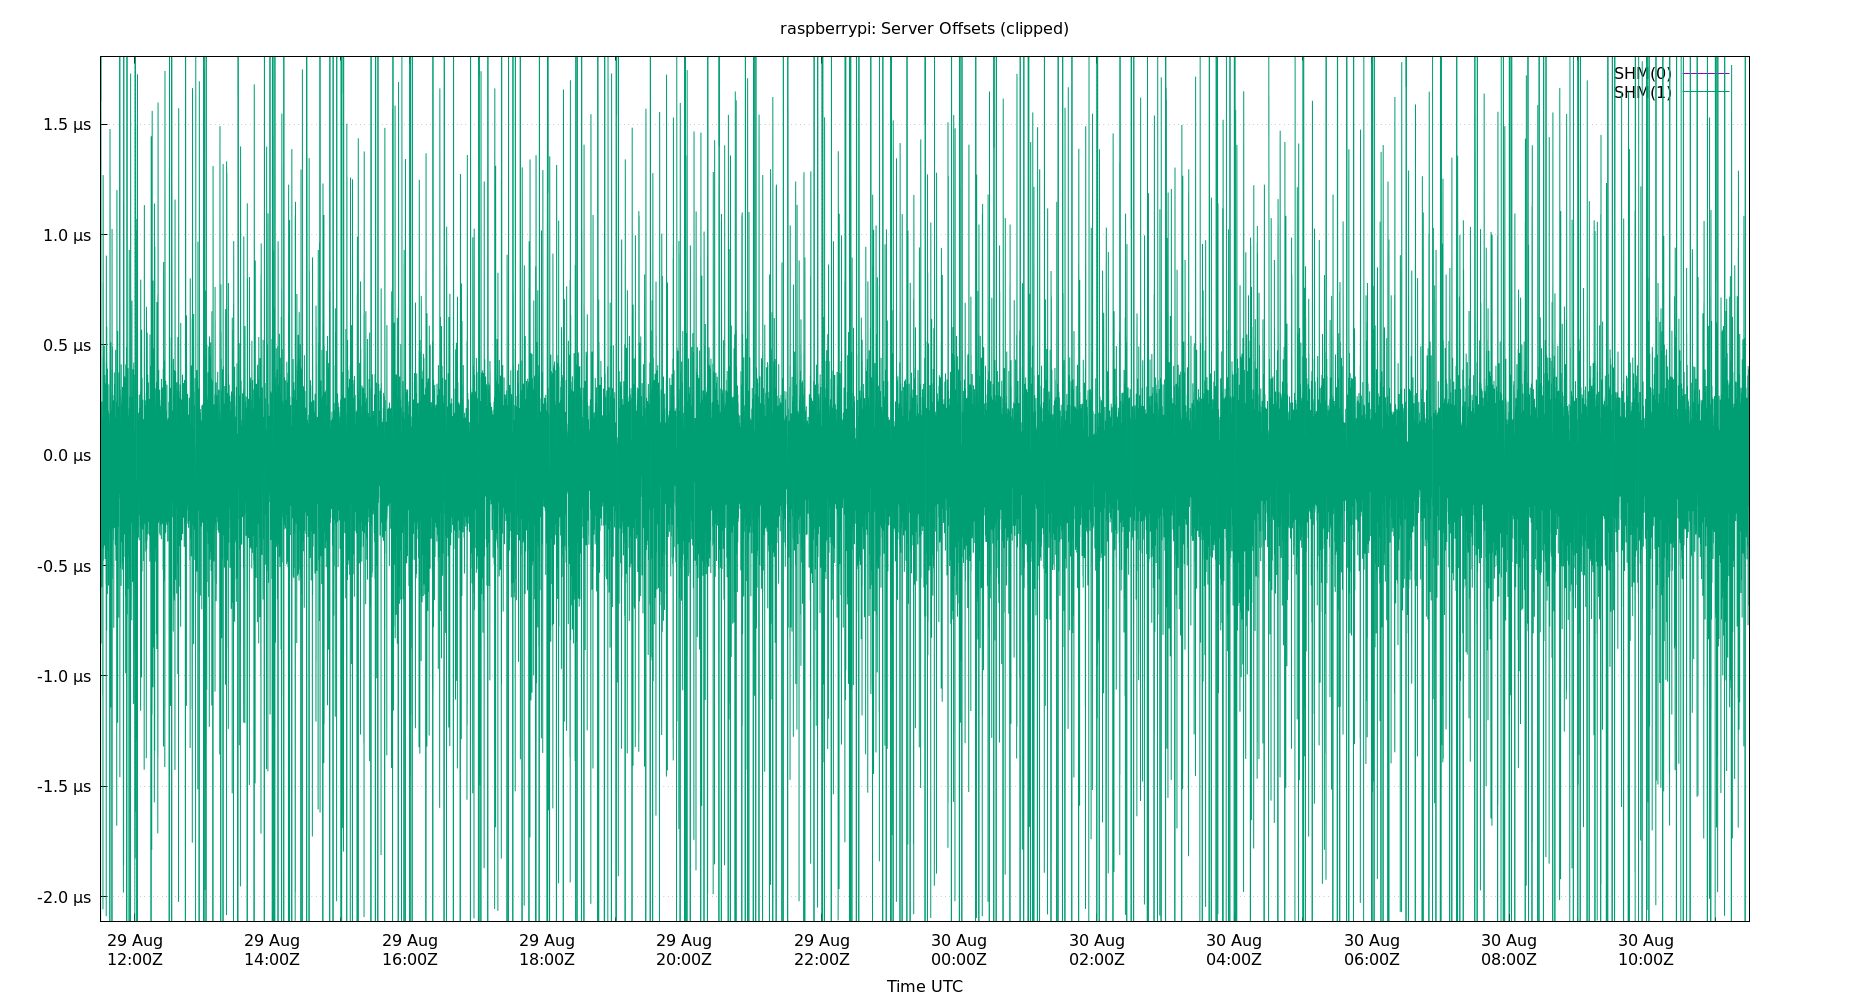 raspberrypi: Server Offsets (clipped)
SHM(0)
SHM(1)
1.5 µs
1.0 µs
0.5 µs
0.0 µs
-0.5 µs
-1.0 µs
-1.5 µs
-2.0 µs
29 Aug 29 Aug 29 Aug 29 Aug 29 Aug 29 Aug 30 Aug 30 Aug 30 Aug 30 Aug 30 Aug 30 Aug
12:00Z 14:00Z 16:00Z 18:00Z 20:00Z 22:00Z 00:00Z 02:00Z 04:00Z 06:00Z 08:00Z 10:00Z
Time UTC